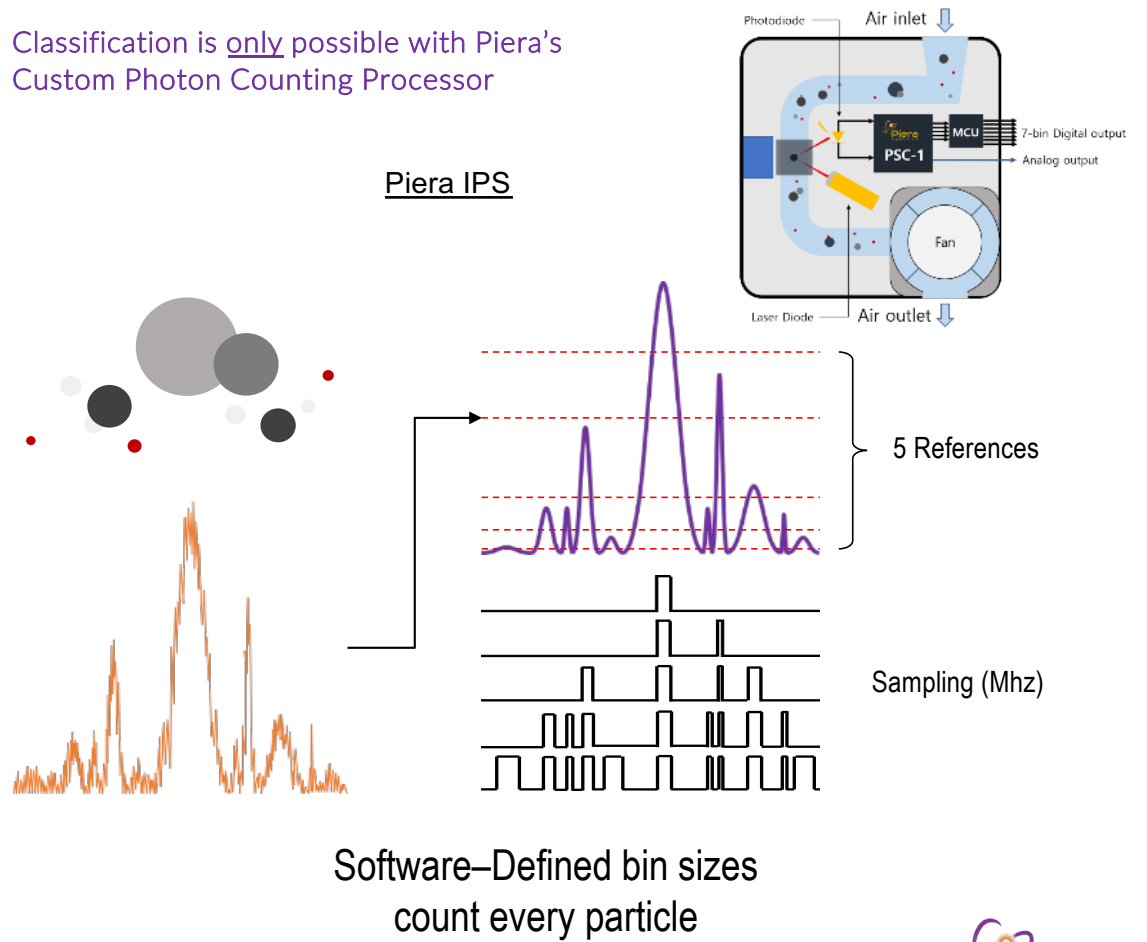 Classification is only possible with Piera's
Custom Photon Counting Processor
Piera IPS
Photodiode
Air inlet
Piera
PSC-1
MCU
7-bin Digital output
Analog output
Fan
Laser Diode
Air outlet
5 References
Sampling (Mhz)
Software–Defined bin sizes
count every particle